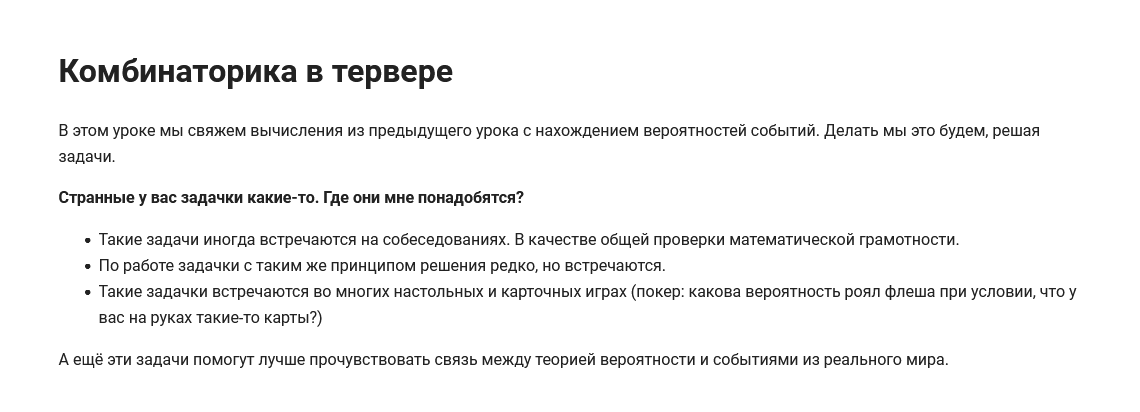 Комбинаторика в тервере
В этом уроке мы свяжем вычисления из предыдущего урока с нахождением вероятностей событий. Делать мы это будем, решая
задачи.
Странные у вас задачки какие-то. Где они мне понадобятся?
• Такие задачи иногда встречаются на собеседованиях. В качестве общей проверки математической грамотности.
• По работе задачки с таким же принципом решения редко, но встречаются.
• Такие задачки встречаются во многих настольных и карточных играх (покер: какова вероятность роял флеша при условии, что у
вас на руках такие-то карты?)
А ещё эти задачи помогут лучше прочувствовать связь между теорией вероятности и событиями из реального мира.